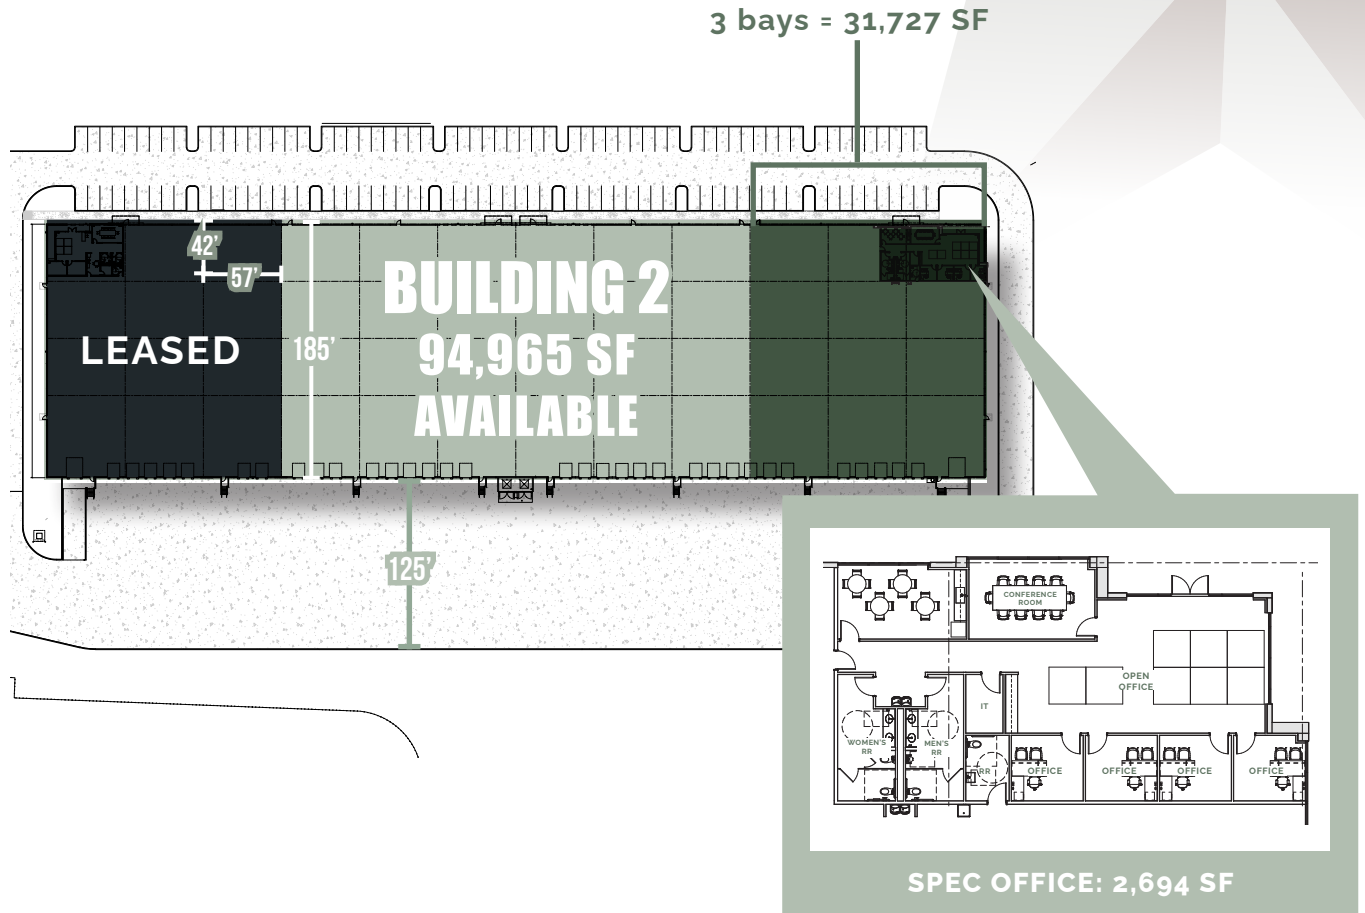 3 bays = 31,727 SF
42'
57'
BUILDING 2
LEASED
185'
94,965 SF
AVAILABLE
125'
CONFERENCE
ROOM
OPEN
OFFICE
IT
WOMEN'S
RR
MEN'S
RR
RR
OFFICE
OFFICE
OFFICE
OFFICE
SPEC OFFICE: 2,694 SF